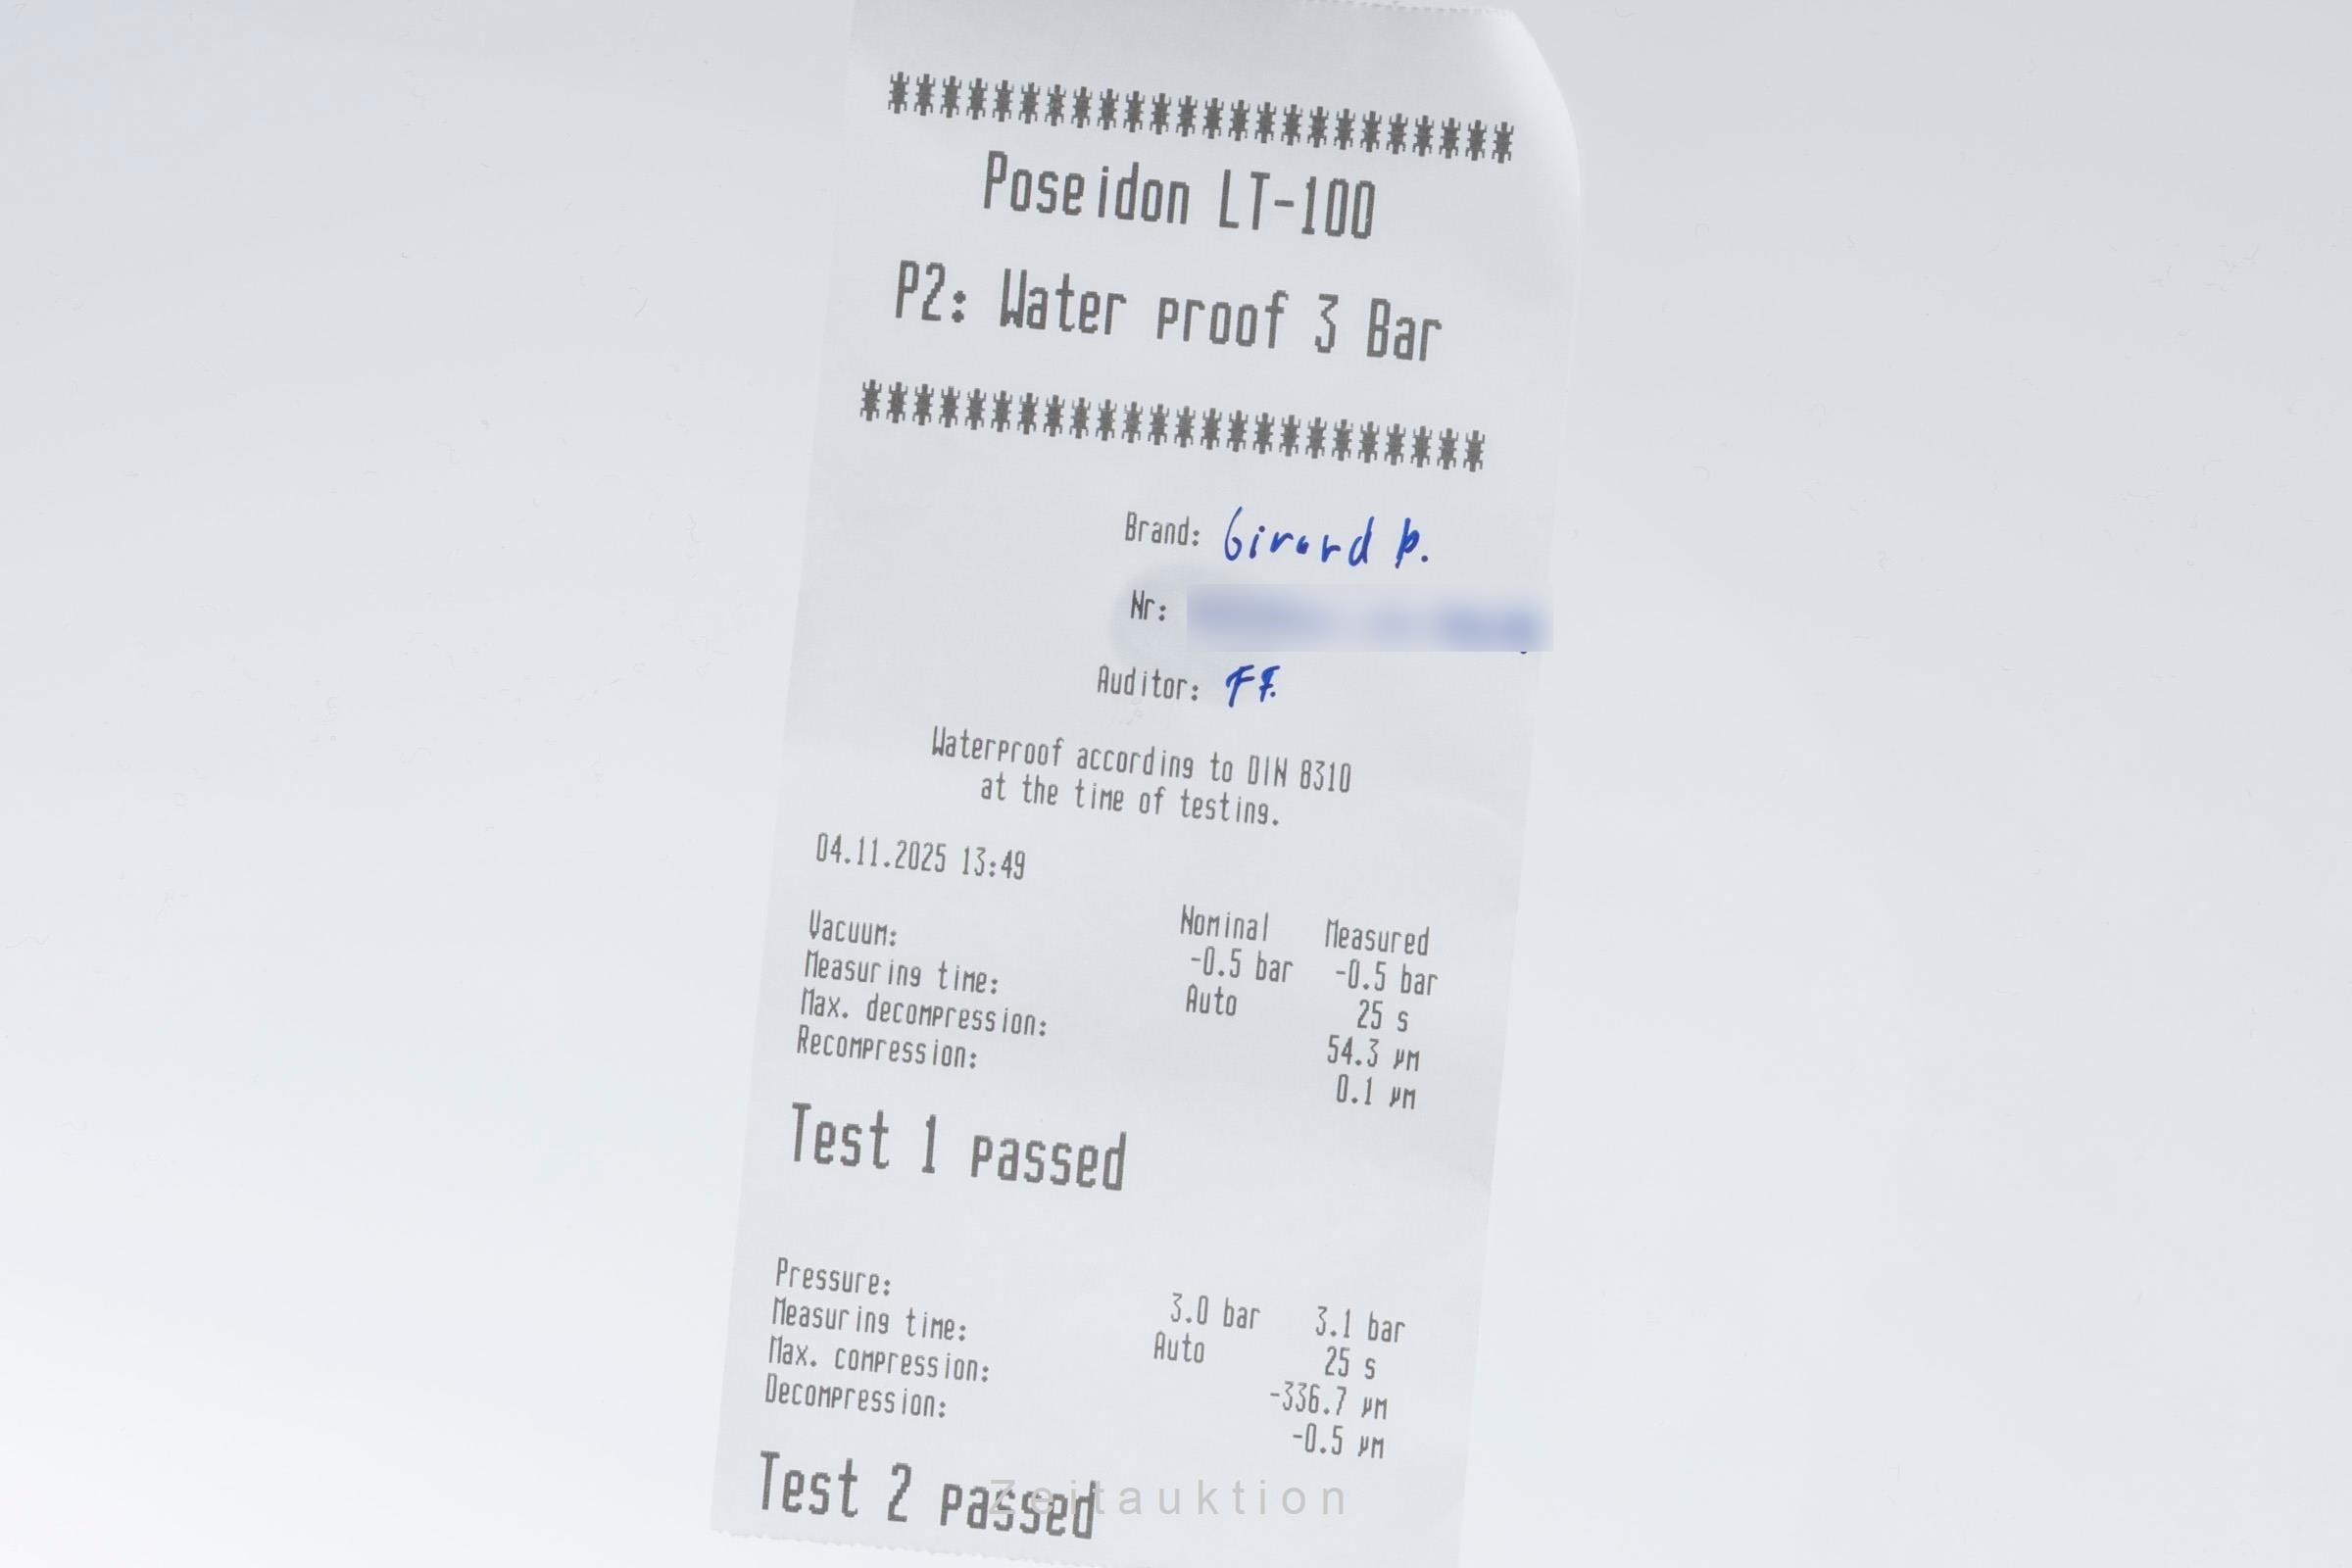 ************************
Poseidon LT-100
P2: Water proof 3 Bar
************************
Brand: Girard P.
Nr:
Auditor: FF.
Waterproof according to DIN 8310
at the time of testing.
04.11.2025 13:49
Nominal Measured
Vacuum: -0.5 bar -0.5 bar
Measuring time: Auto 25 s
Max. decompression: 54.3 µm
Recompression: 0.1 µm
Test 1 passed
Pressure: 3.0 bar 3.1 bar
Measuring time: Auto 25 s
Max. compression: -336.7 µm
Decompression: -0.5 µm
Test 2 passed
Zeitauktion